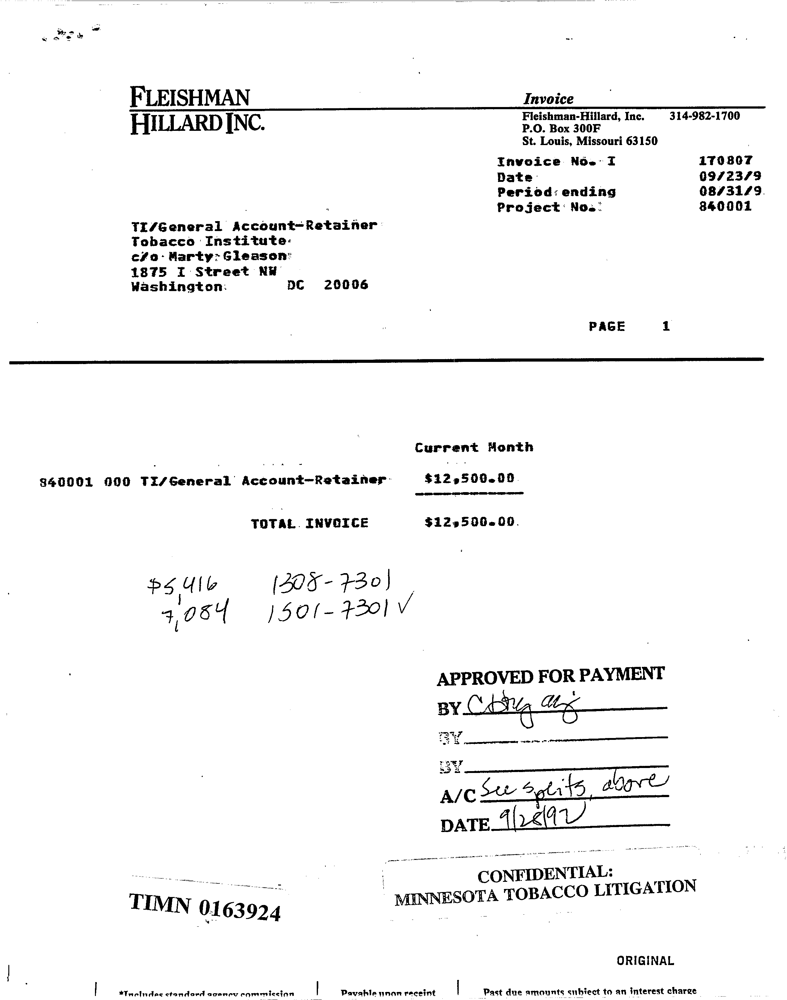 FLEISHMAN
HILLARD INC.
Invoice
Fleishman-Hillard, Inc. 314-982-1700
P.O. Box 300F
St. Louis, Missouri 63150
Invoice No. I 170807
Date 09/23/9
Period ending 08/31/9
Project No. 840001
TI/General Account-Retainer
Tobacco Institute
c/o Marty Gleason
1875 I Street NW
Washington DC 20006
PAGE 1
Current Month
840001 000 TI/General Account-Retainer $12,500.00
TOTAL INVOICE $12,500.00
$5,416 1308-7301
7,084 1501-7301 ✓
APPROVED FOR PAYMENT
BY
BY
BY
A/C See splits, above
DATE 9/28/92
CONFIDENTIAL:
MINNESOTA TOBACCO LITIGATION
TIMN 0163924
ORIGINAL
*Includes standard agency commission Payable upon receipt Past due amounts subject to an interest charge